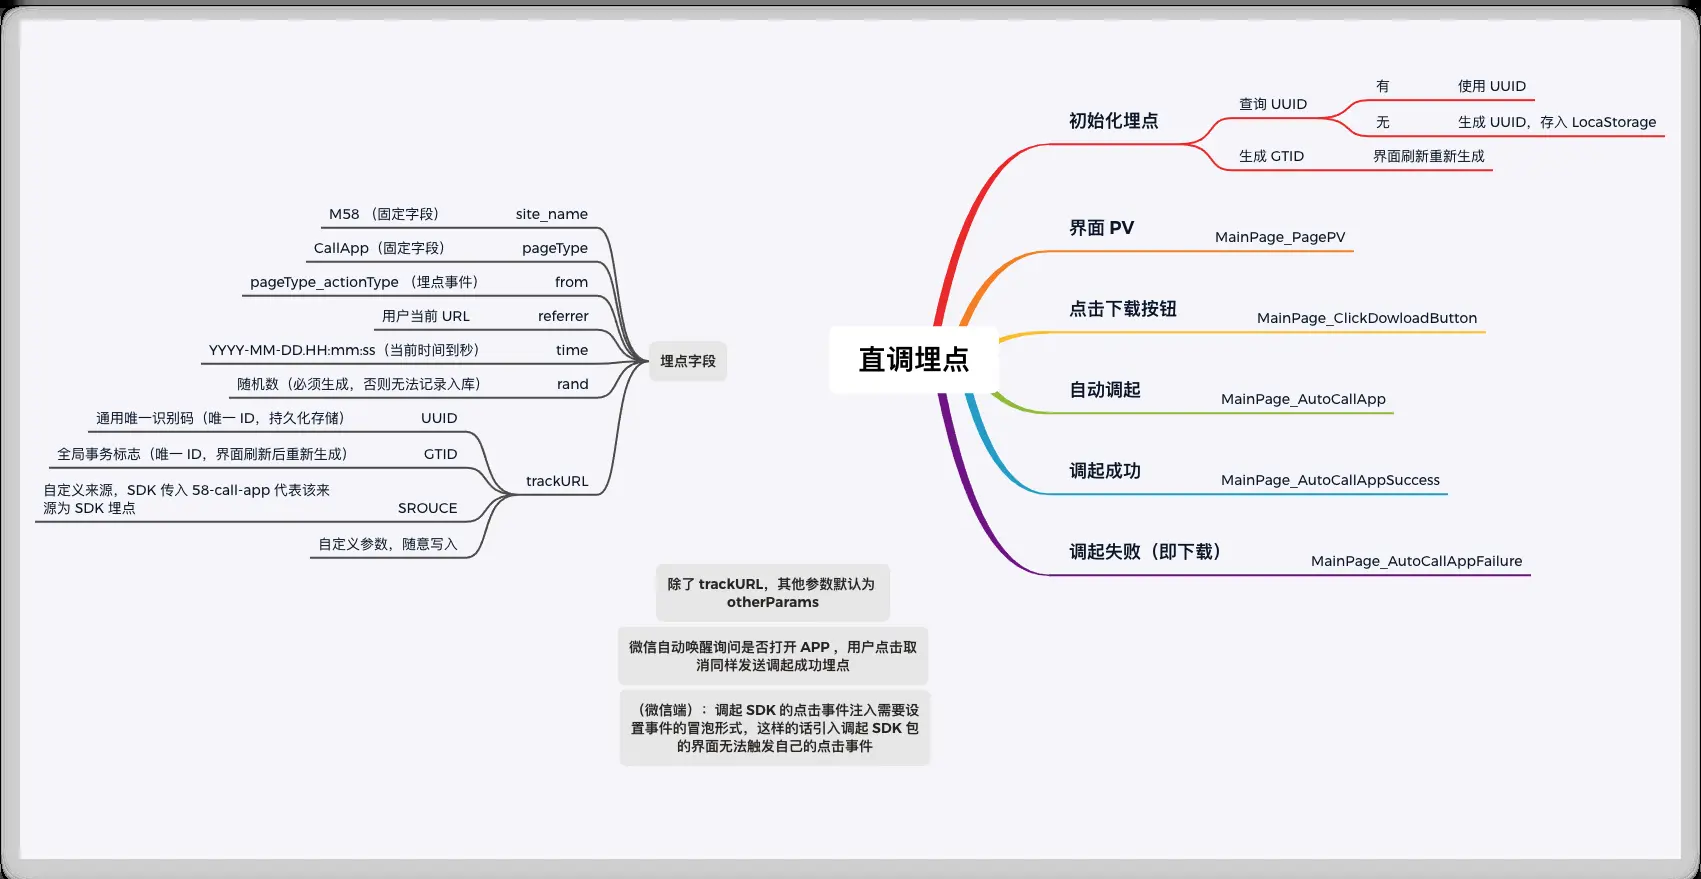 直调埋点
初始化埋点
查询 UUID
有
使用 UUID
无
生成 UUID，存入 LocaStorage
生成 GTID
界面刷新重新生成
界面 PV
MainPage_PagePV
点击下载按钮
MainPage_ClickDowloadButton
自动调起
MainPage_AutoCallApp
调起成功
MainPage_AutoCallAppSuccess
调起失败（即下载）
MainPage_AutoCallAppFailure
埋点字段
M58 （固定字段）
site_name
CallApp（固定字段）
pageType
pageType_actionType （埋点事件）
from
用户当前 URL
referrer
YYYY-MM-DD.HH:mm:ss（当前时间到秒）
time
随机数（必须生成，否则无法记录入库）
rand
trackURL
通用唯一识别码（唯一 ID，持久化存储）
UUID
全局事务标志（唯一 ID，界面刷新后重新生成）
GTID
自定义来源，SDK 传入 58-call-app 代表该来
源为 SDK 埋点
SROUCE
自定义参数，随意写入
除了 trackURL，其他参数默认为
otherParams
微信自动唤醒询问是否打开 APP ，用户点击取
消同样发送调起成功埋点
（微信端）：调起 SDK 的点击事件注入需要设
置事件的冒泡形式，这样的话引入调起 SDK 包
的界面无法触发自己的点击事件